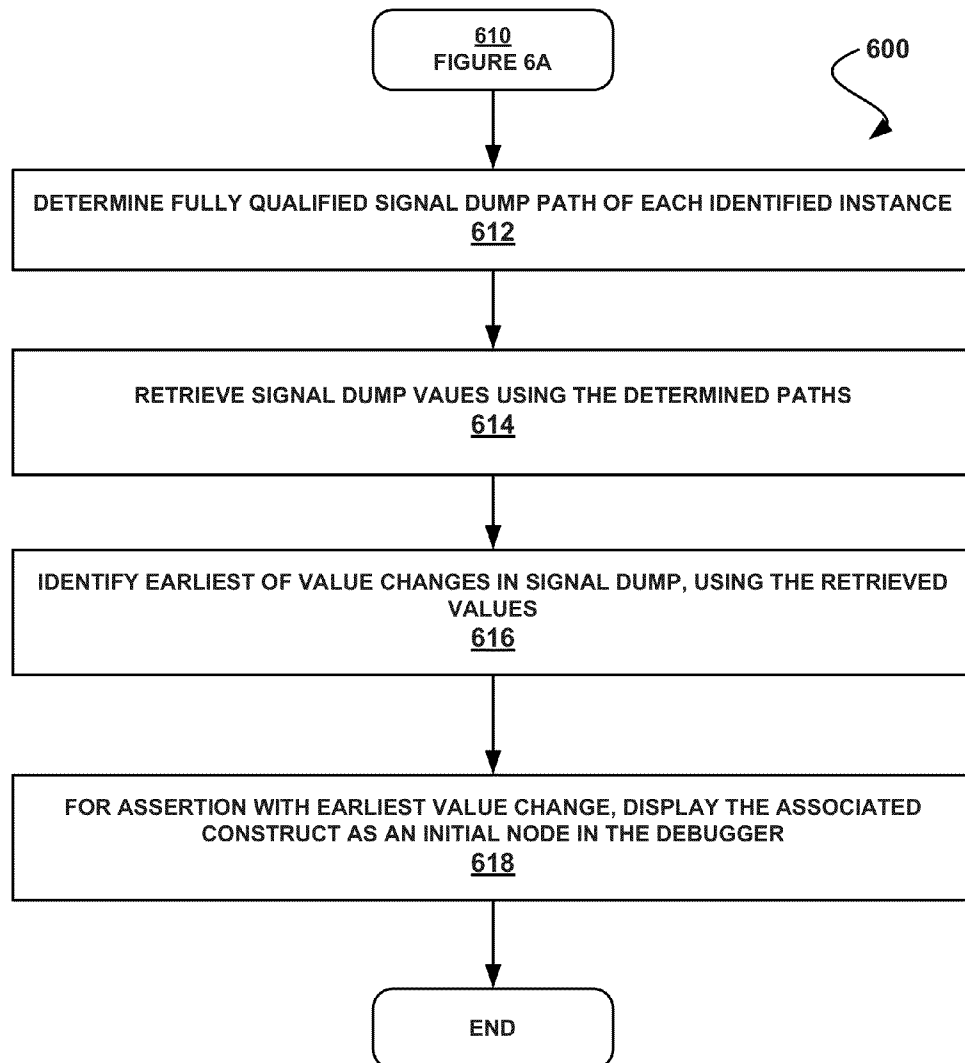 610
FIGURE 6A
600
DETERMINE FULLY QUALIFIED SIGNAL DUMP PATH OF EACH IDENTIFIED INSTANCE
612
RETRIEVE SIGNAL DUMP VAUES USING THE DETERMINED PATHS
614
IDENTIFY EARLIEST OF VALUE CHANGES IN SIGNAL DUMP, USING THE RETRIEVED
VALUES
616
FOR ASSERTION WITH EARLIEST VALUE CHANGE, DISPLAY THE ASSOCIATED
CONSTRUCT AS AN INITIAL NODE IN THE DEBUGGER
618
END